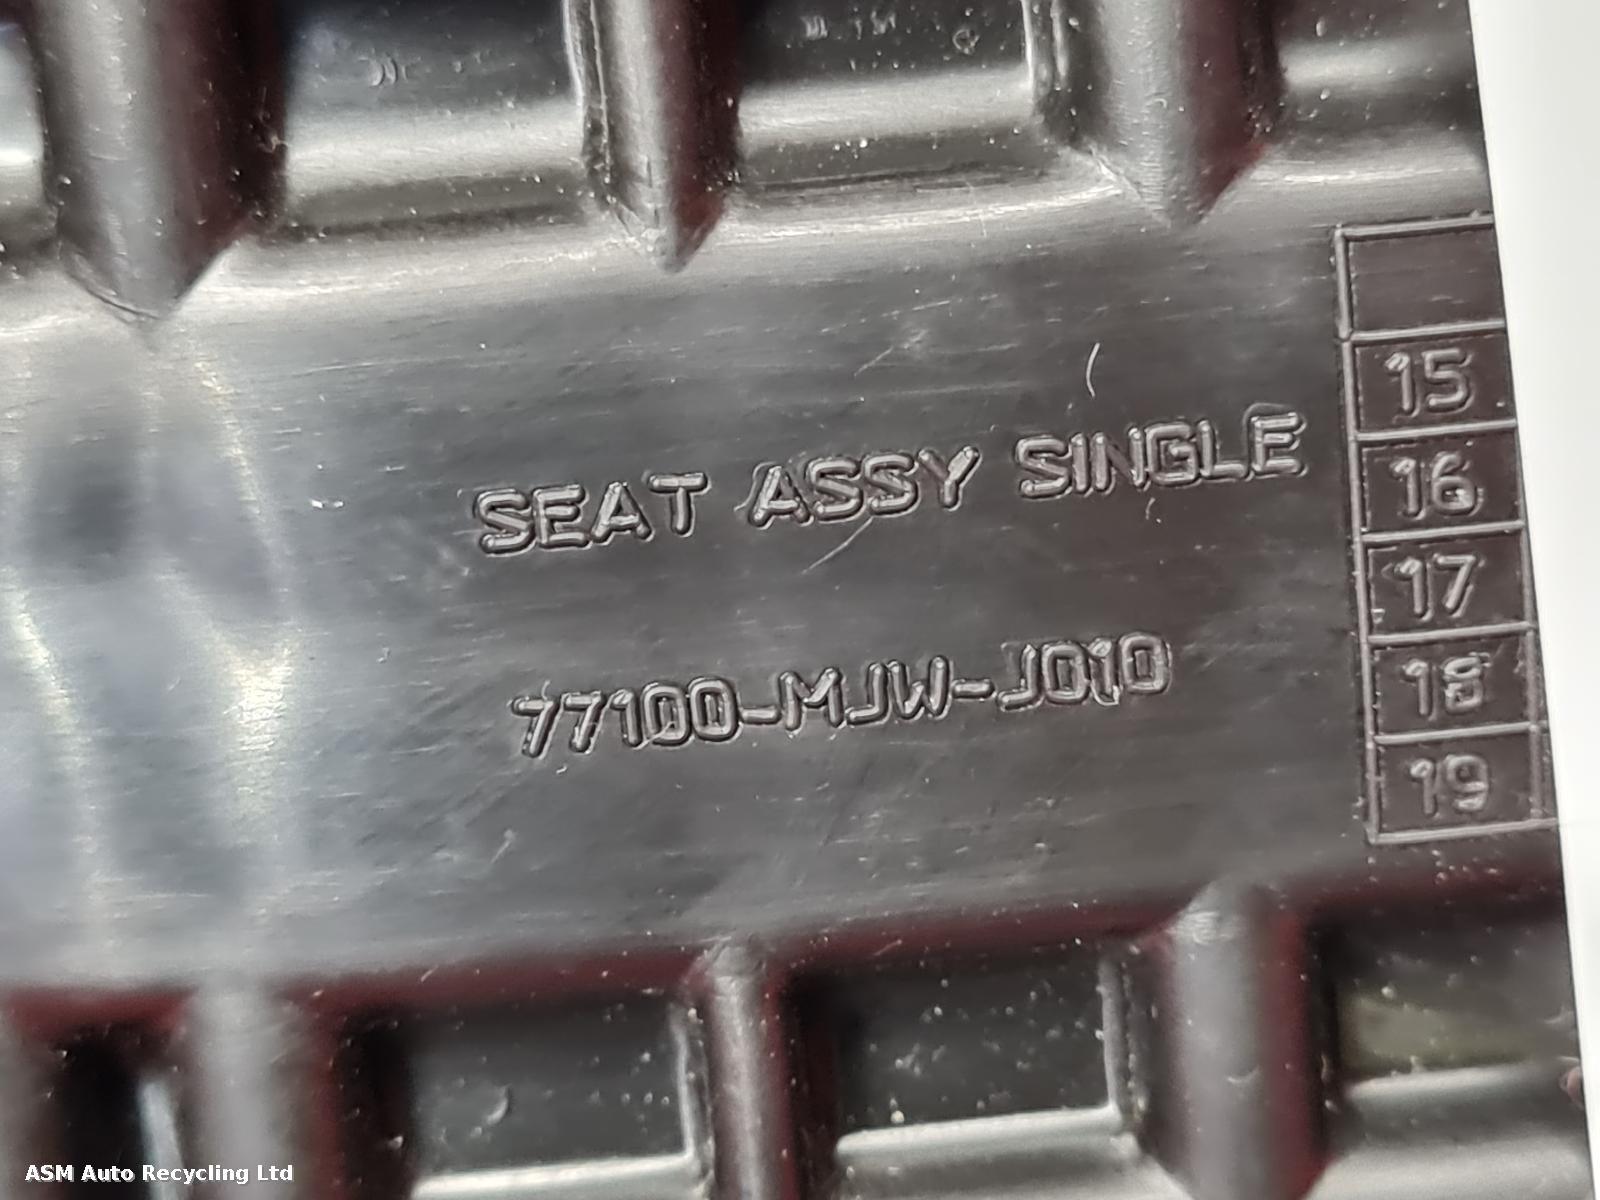 SEAT ASSY SINGLE
77100-MJW-J010
15
16
17
18
19
ASM Auto Recycling Ltd